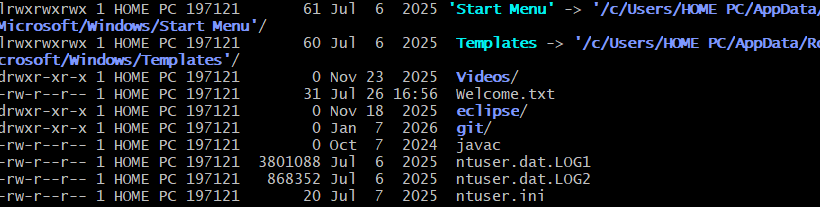 lrwxrwxrwx 1 HOME PC 197121      61 Jul  6  2025 'Start Menu' -> '/c/Users/HOME PC/AppData/
Microsoft/Windows/Start Menu'/
lrwxrwxrwx 1 HOME PC 197121      60 Jul  6  2025  Templates -> '/c/Users/HOME PC/AppData/Ro
crosoft/Windows/Templates'/
drwxr-xr-x 1 HOME PC 197121       0 Nov 23  2025  Videos/
-rw-r--r-- 1 HOME PC 197121      31 Jul 26 16:56  Welcome.txt
drwxr-xr-x 1 HOME PC 197121       0 Nov 18  2025  eclipse/
drwxr-xr-x 1 HOME PC 197121       0 Jan  7  2026  git/
-rw-r--r-- 1 HOME PC 197121       0 Oct  7  2024  javac
-rw-r--r-- 1 HOME PC 197121 3801088 Jul  6  2025  ntuser.dat.LOG1
-rw-r--r-- 1 HOME PC 197121  868352 Jul  6  2025  ntuser.dat.LOG2
-rw-r--r-- 1 HOME PC 197121      20 Jul  7  2025  ntuser.ini